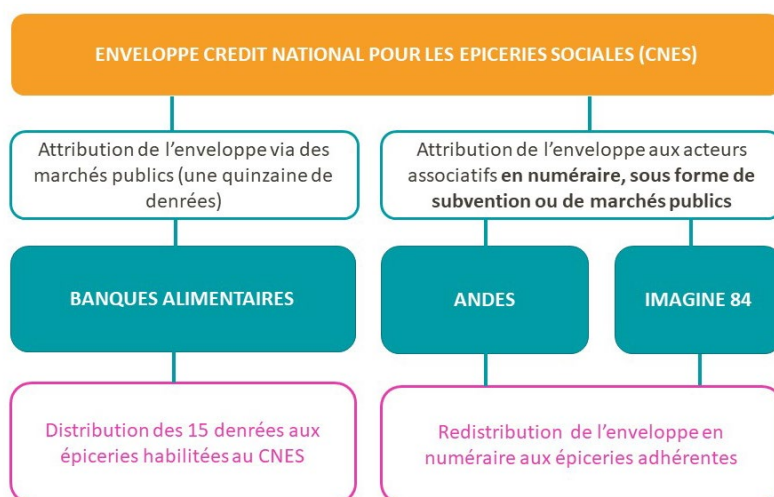 ENVELOPPE CREDIT NATIONAL POUR LES EPICERIES SOCIALES (CNES)
Attribution de l’enveloppe via des
marchés publics (une quinzaine de
denrées)
Attribution de l’enveloppe aux acteurs
associatifs en numéraire, sous forme de
subvention ou de marchés publics
BANQUES ALIMENTAIRES
ANDES
IMAGINE 84
Distribution des 15 denrées aux
épiceries habilitées au CNES
Redistribution de l’enveloppe en
numéraire aux épiceries adhérentes